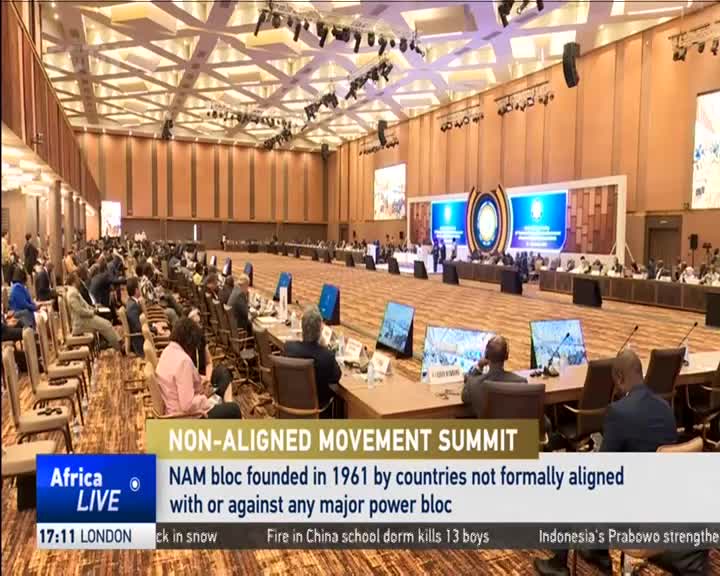 NON-ALIGNED MOVEMENT SUMMIT
NAM bloc founded in 1961 by countries not formally aligned
with or against any major power bloc
Africa
LIVE
17:11 LONDON
ck in snow Fire in China school dorm kills 13 boys Indonesia's Prabowo strengthe